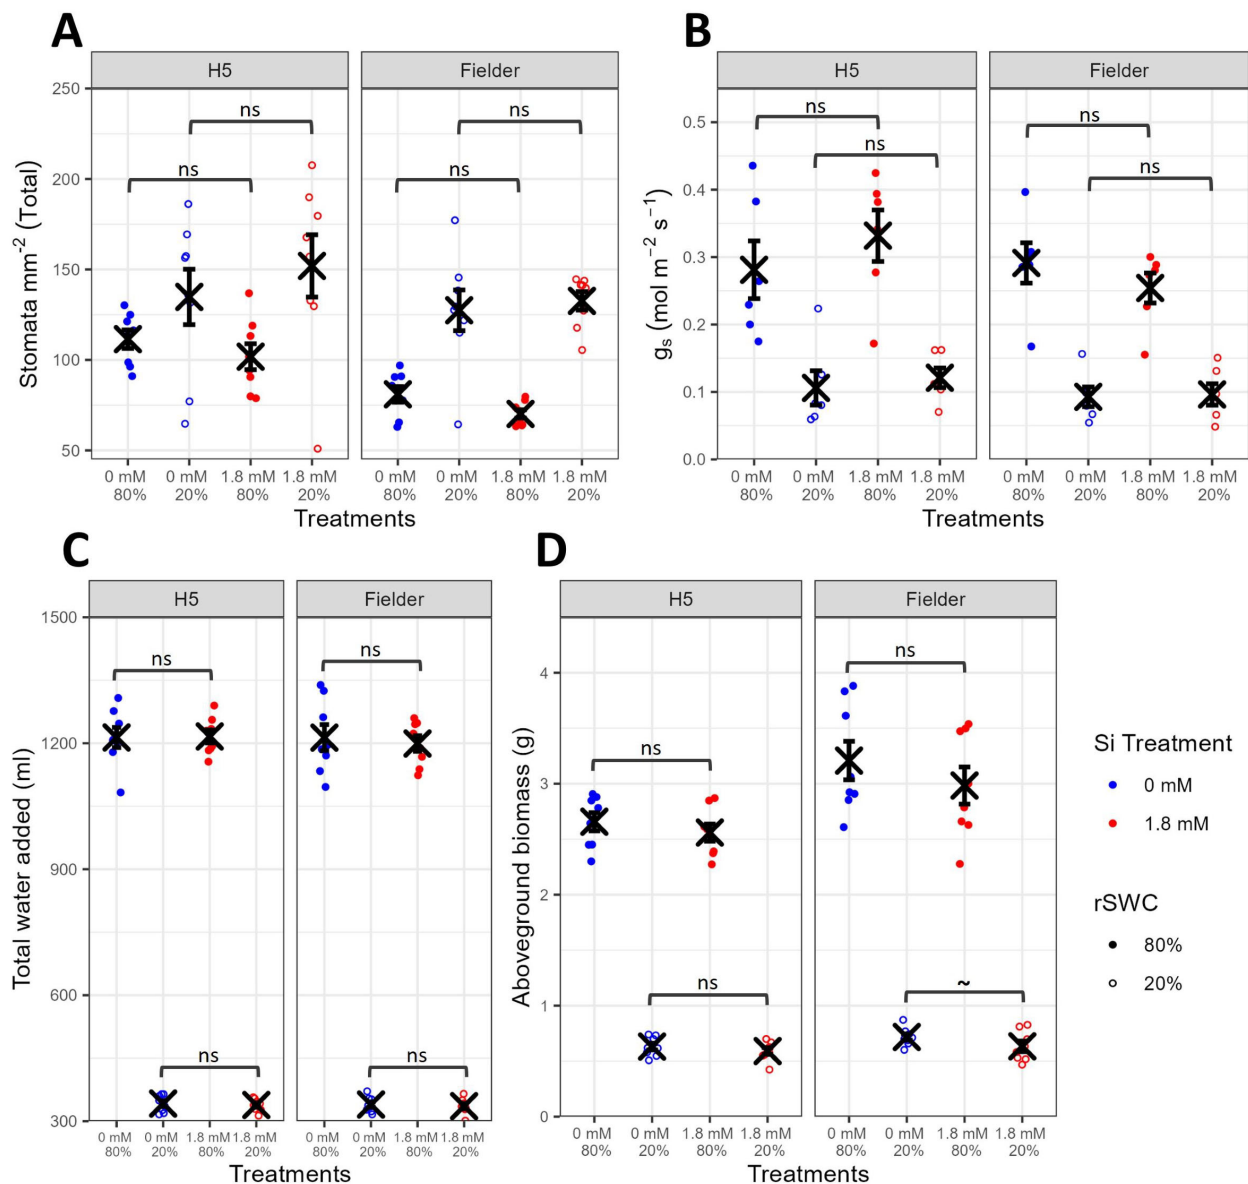 A
H5
Fielder
250
200
150
100
50
Stomata mm⁻² (Total)
ns
ns
ns
ns
0 mM 80%
0 mM 20%
1.8 mM 80%
1.8 mM 20%
0 mM 80%
0 mM 20%
1.8 mM 80%
1.8 mM 20%
Treatments
B
H5
Fielder
0.5
0.4
0.3
0.2
0.1
0.0
gₛ (mol m⁻² s⁻¹)
ns
ns
ns
ns
0 mM 80%
0 mM 20%
1.8 mM 80%
1.8 mM 20%
0 mM 80%
0 mM 20%
1.8 mM 80%
1.8 mM 20%
Treatments
C
H5
Fielder
1500
1200
900
600
300
Total water added (ml)
ns
ns
ns
ns
0 mM 80%
0 mM 20%
1.8 mM 80%
1.8 mM 20%
0 mM 80%
0 mM 20%
1.8 mM 80%
1.8 mM 20%
Treatments
D
H5
Fielder
4
3
2
1
0
Aboveground biomass (g)
ns
ns
ns
~
0 mM 80%
0 mM 20%
1.8 mM 80%
1.8 mM 20%
0 mM 80%
0 mM 20%
1.8 mM 80%
1.8 mM 20%
Treatments
Si Treatment
0 mM
1.8 mM
rSWC
80%
20%